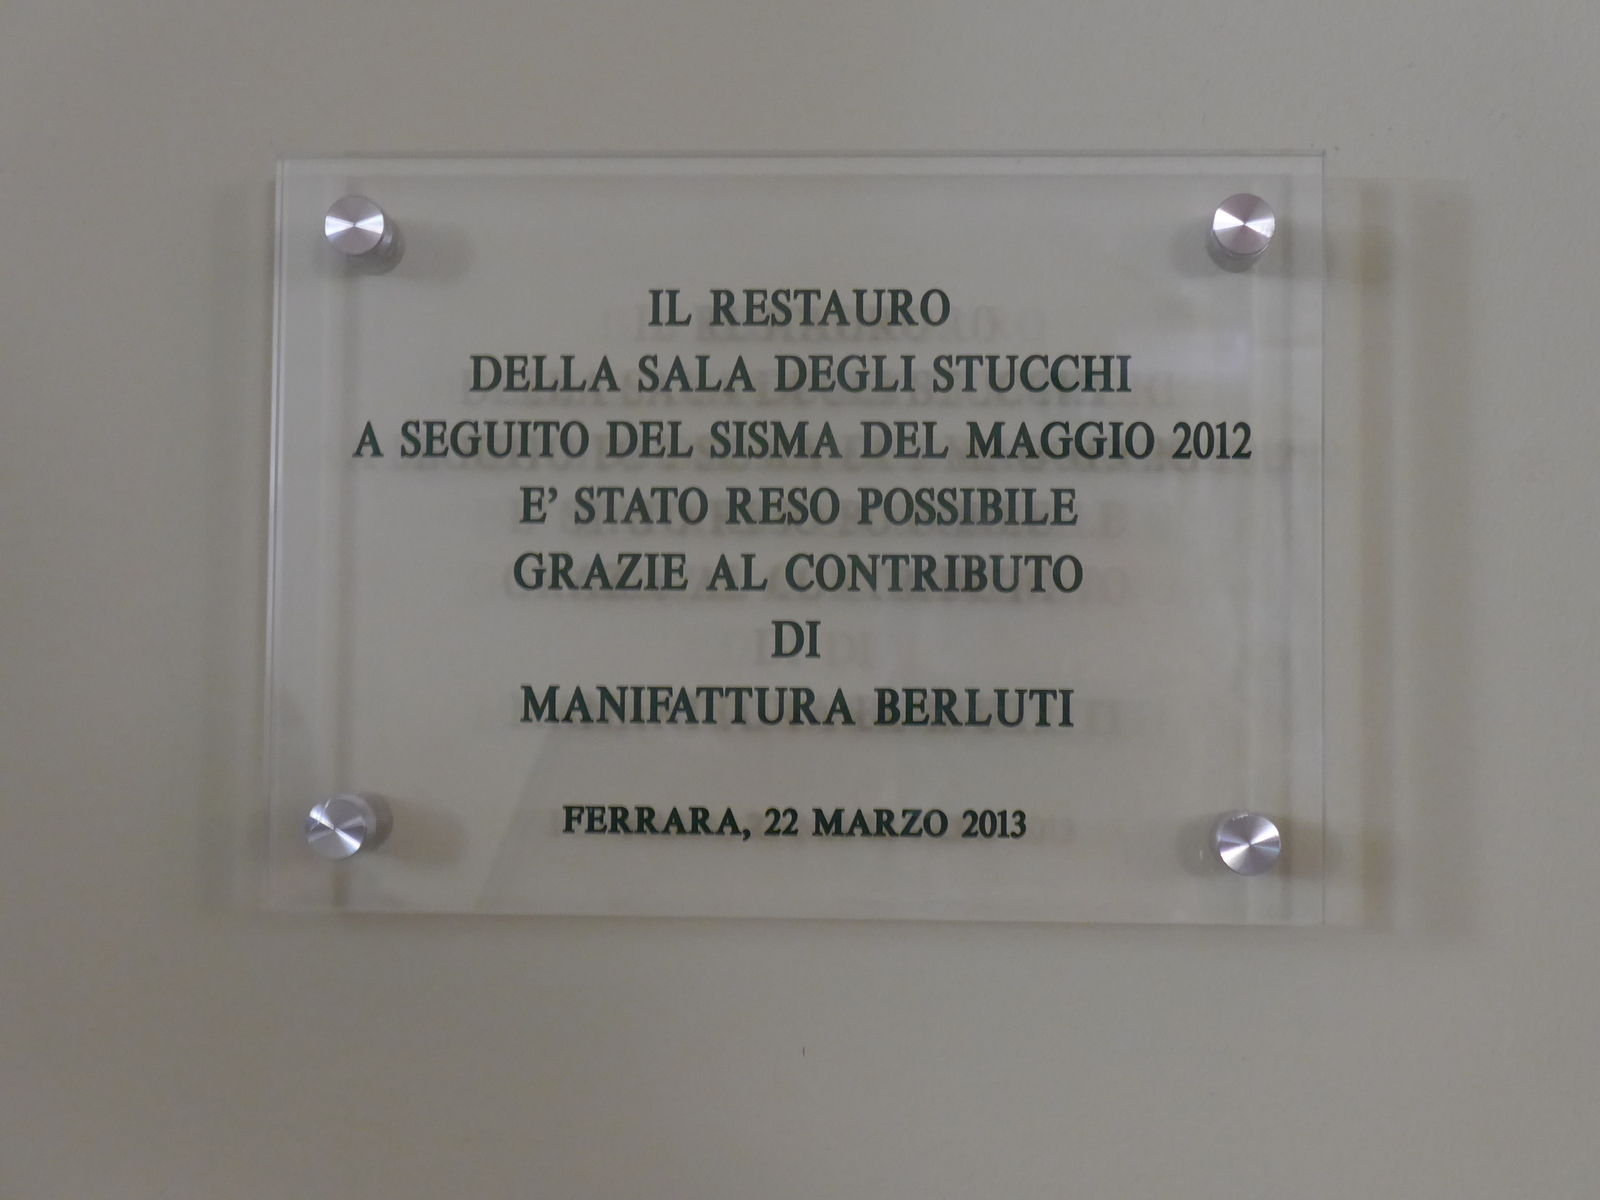 IL RESTAURO
DELLA SALA DEGLI STUCCHI
A SEGUITO DEL SISMA DEL MAGGIO 2012
E’ STATO RESO POSSIBILE
GRAZIE AL CONTRIBUTO
DI
MANIFATTURA BERLUTI
FERRARA, 22 MARZO 2013